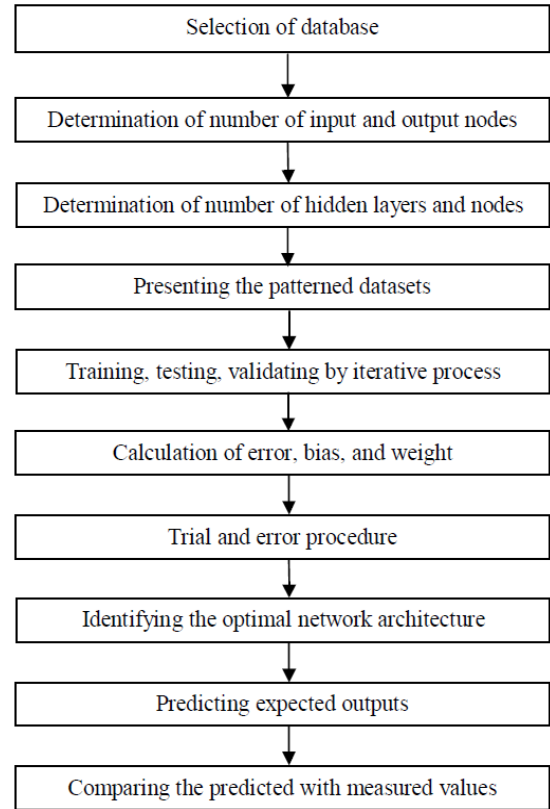 Selection of database
Determination of number of input and output nodes
Determination of number of hidden layers and nodes
Presenting the patterned datasets
Training, testing, validating by iterative process
Calculation of error, bias, and weight
Trial and error procedure
Identifying the optimal network architecture
Predicting expected outputs
Comparing the predicted with measured values